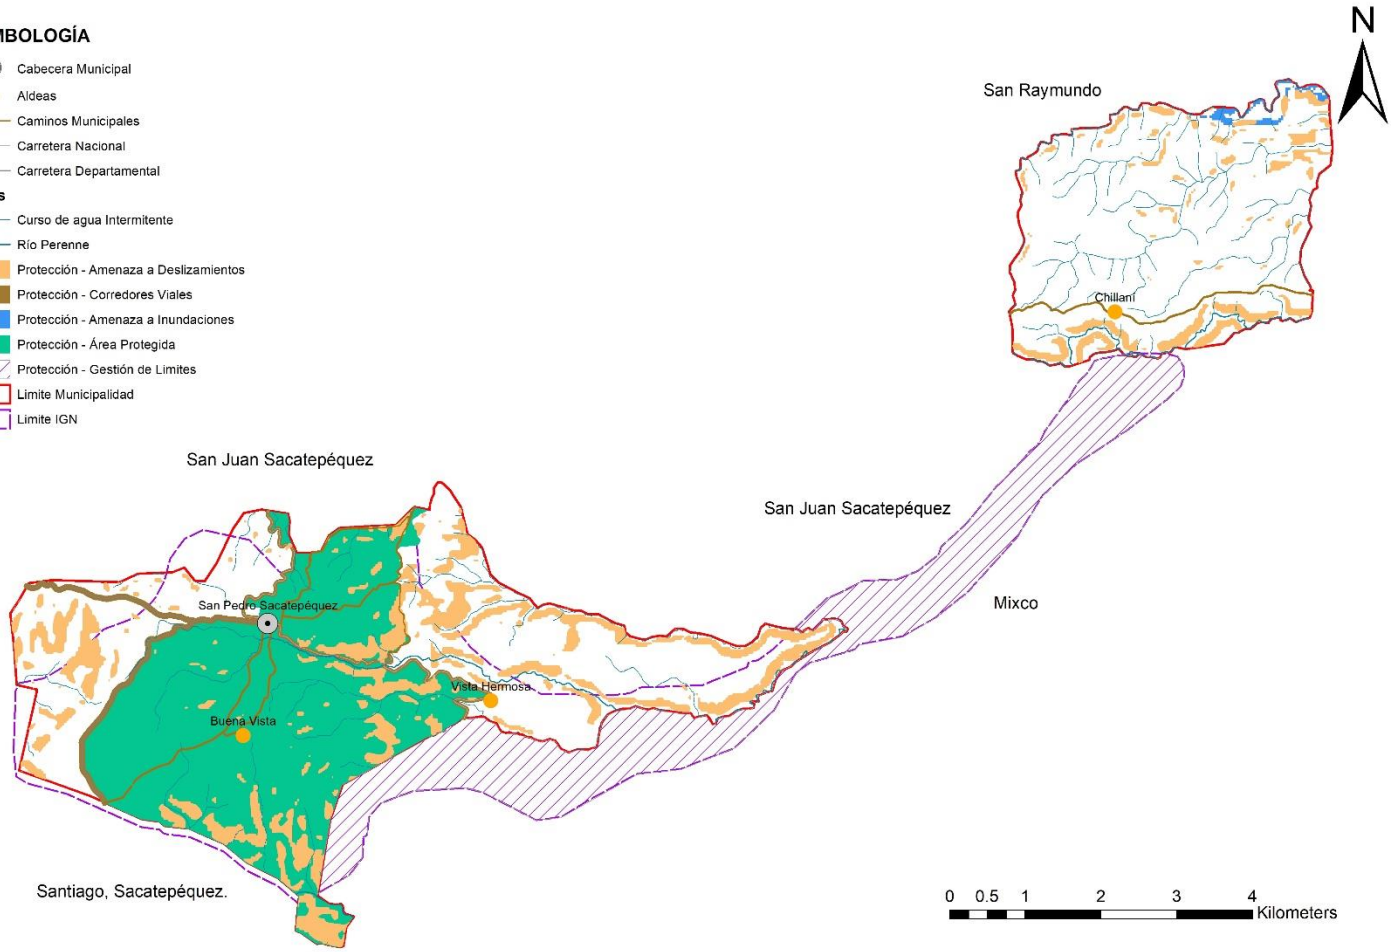 MBOLOGÍA
Cabecera Municipal
Aldeas
Caminos Municipales
Carretera Nacional
Carretera Departamental
s
Curso de agua Intermitente
Río Perenne
Protección - Amenaza a Deslizamientos
Protección - Corredores Viales
Protección - Amenaza a Inundaciones
Protección - Área Protegida
Protección - Gestión de Limites
Limite Municipalidad
Limite IGN
N
San Raymundo
Chillaní
San Juan Sacatepéquez
San Juan Sacatepéquez
Mixco
San Pedro Sacatepéquez
Vista Hermosa
Buena Vista
Santiago, Sacatepéquez.
0 0.5 1 2 3 4
Kilometers